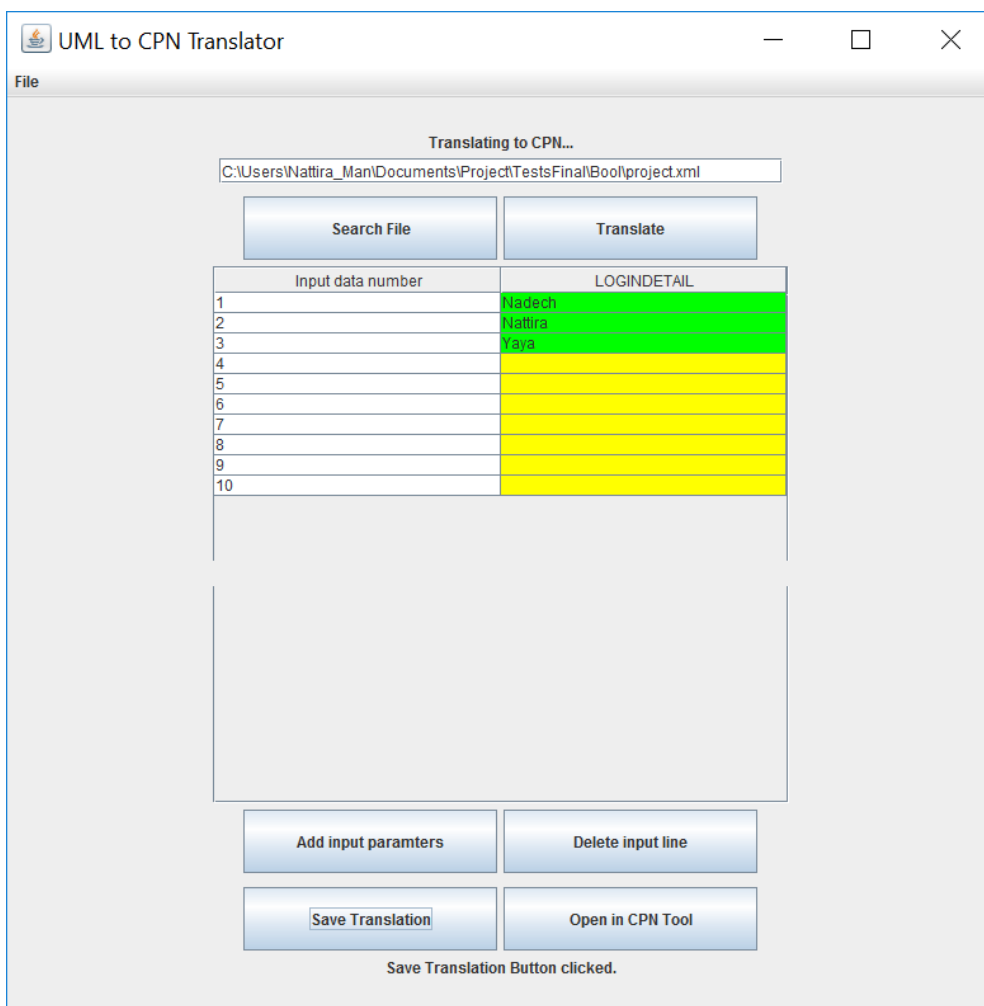 UML to CPN Translator
File
Translating to CPN...
C:\Users\Nattira_Man\Documents\Project\TestsFinal\Bool\project.xml
Search File Translate
Input data number LOGINDETAIL
1 Nadech
2 Nattira
3 Yaya
4
5
6
7
8
9
10
Add input paramters Delete input line
Save Translation Open in CPN Tool
Save Translation Button clicked.